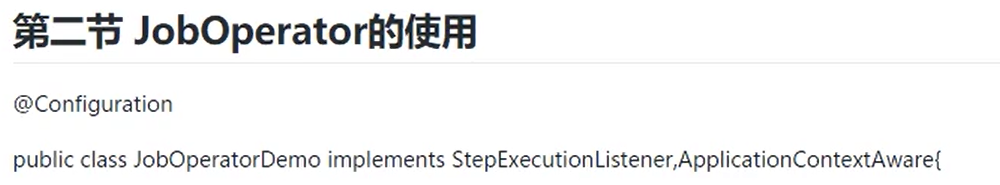 第二节 JobOperator的使用
@Configuration
public class JobOperatorDemo implements StepExecutionListener,ApplicationContextAware{